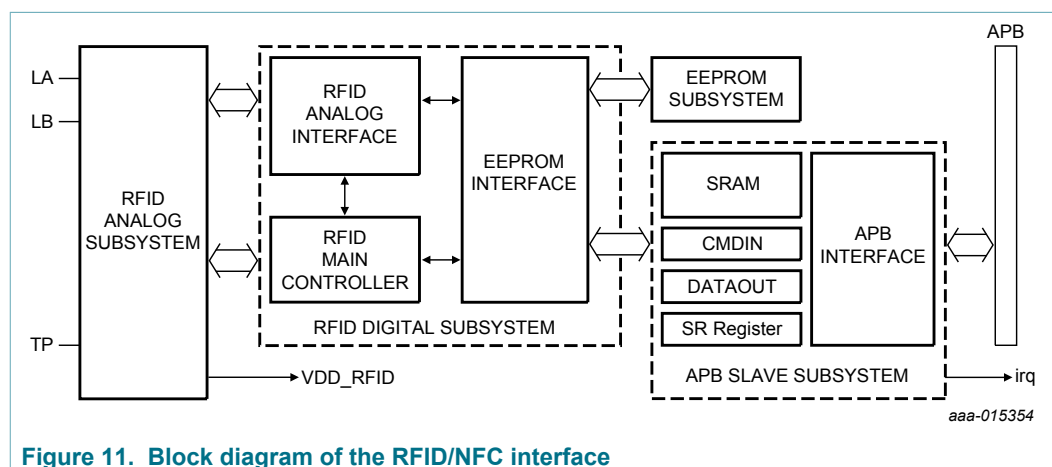 APB
LA
LB
TP
RFID
ANALOG
SUBSYSTEM
RFID
ANALOG
INTERFACE
RFID
MAIN
CONTROLLER
EEPROM
INTERFACE
RFID DIGITAL SUBSYSTEM
VDD_RFID
EEPROM
SUBSYSTEM
SRAM
CMDIN
DATAOUT
SR Register
APB
INTERFACE
APB SLAVE SUBSYSTEM
irq
aaa-015354
Figure 11. Block diagram of the RFID/NFC interface